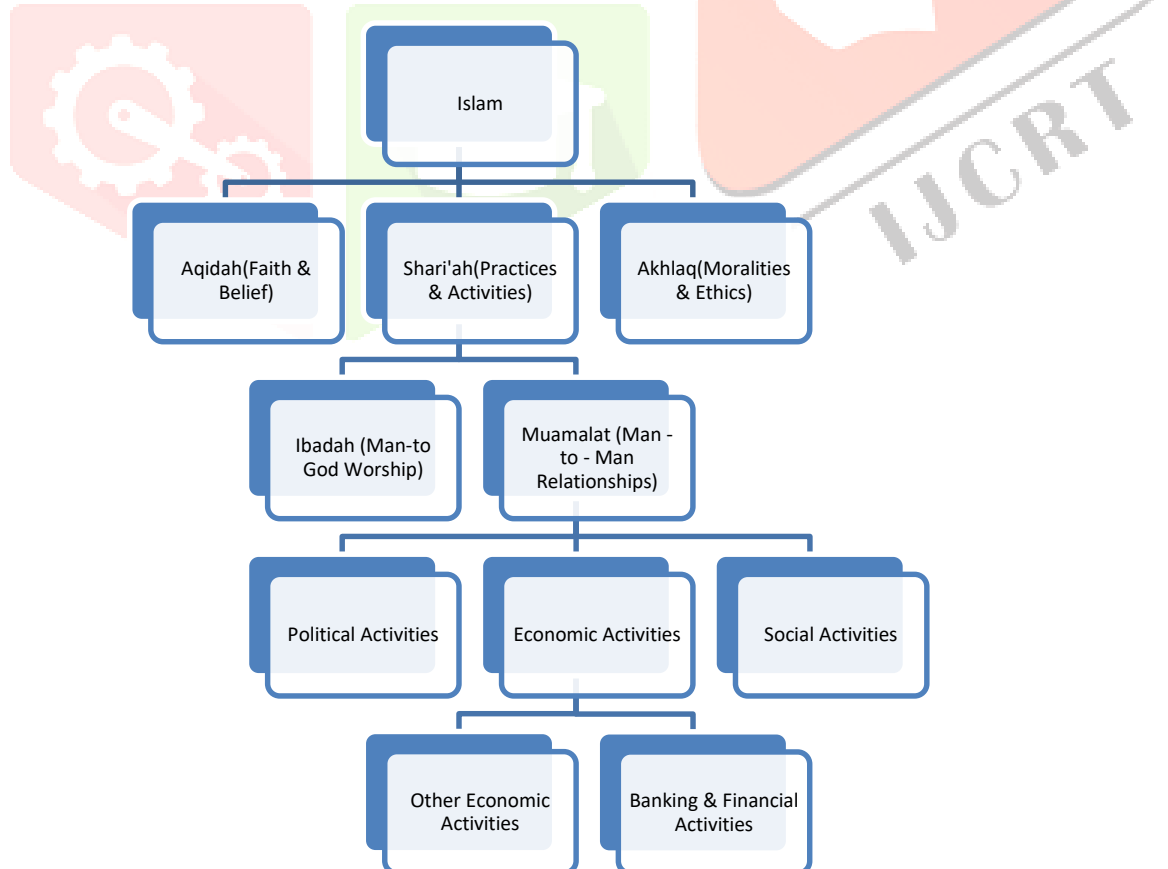 Islam
IJCRT
Aqidah(Faith &
Belief)
Shari'ah(Practices
& Activities)
Akhlaq(Moralities
& Ethics)
Ibadah (Man-to
God Worship)
Muamalat (Man -
to - Man
Relationships)
Political Activities
Economic Activities
Social Activities
Other Economic
Activities
Banking & Financial
Activities